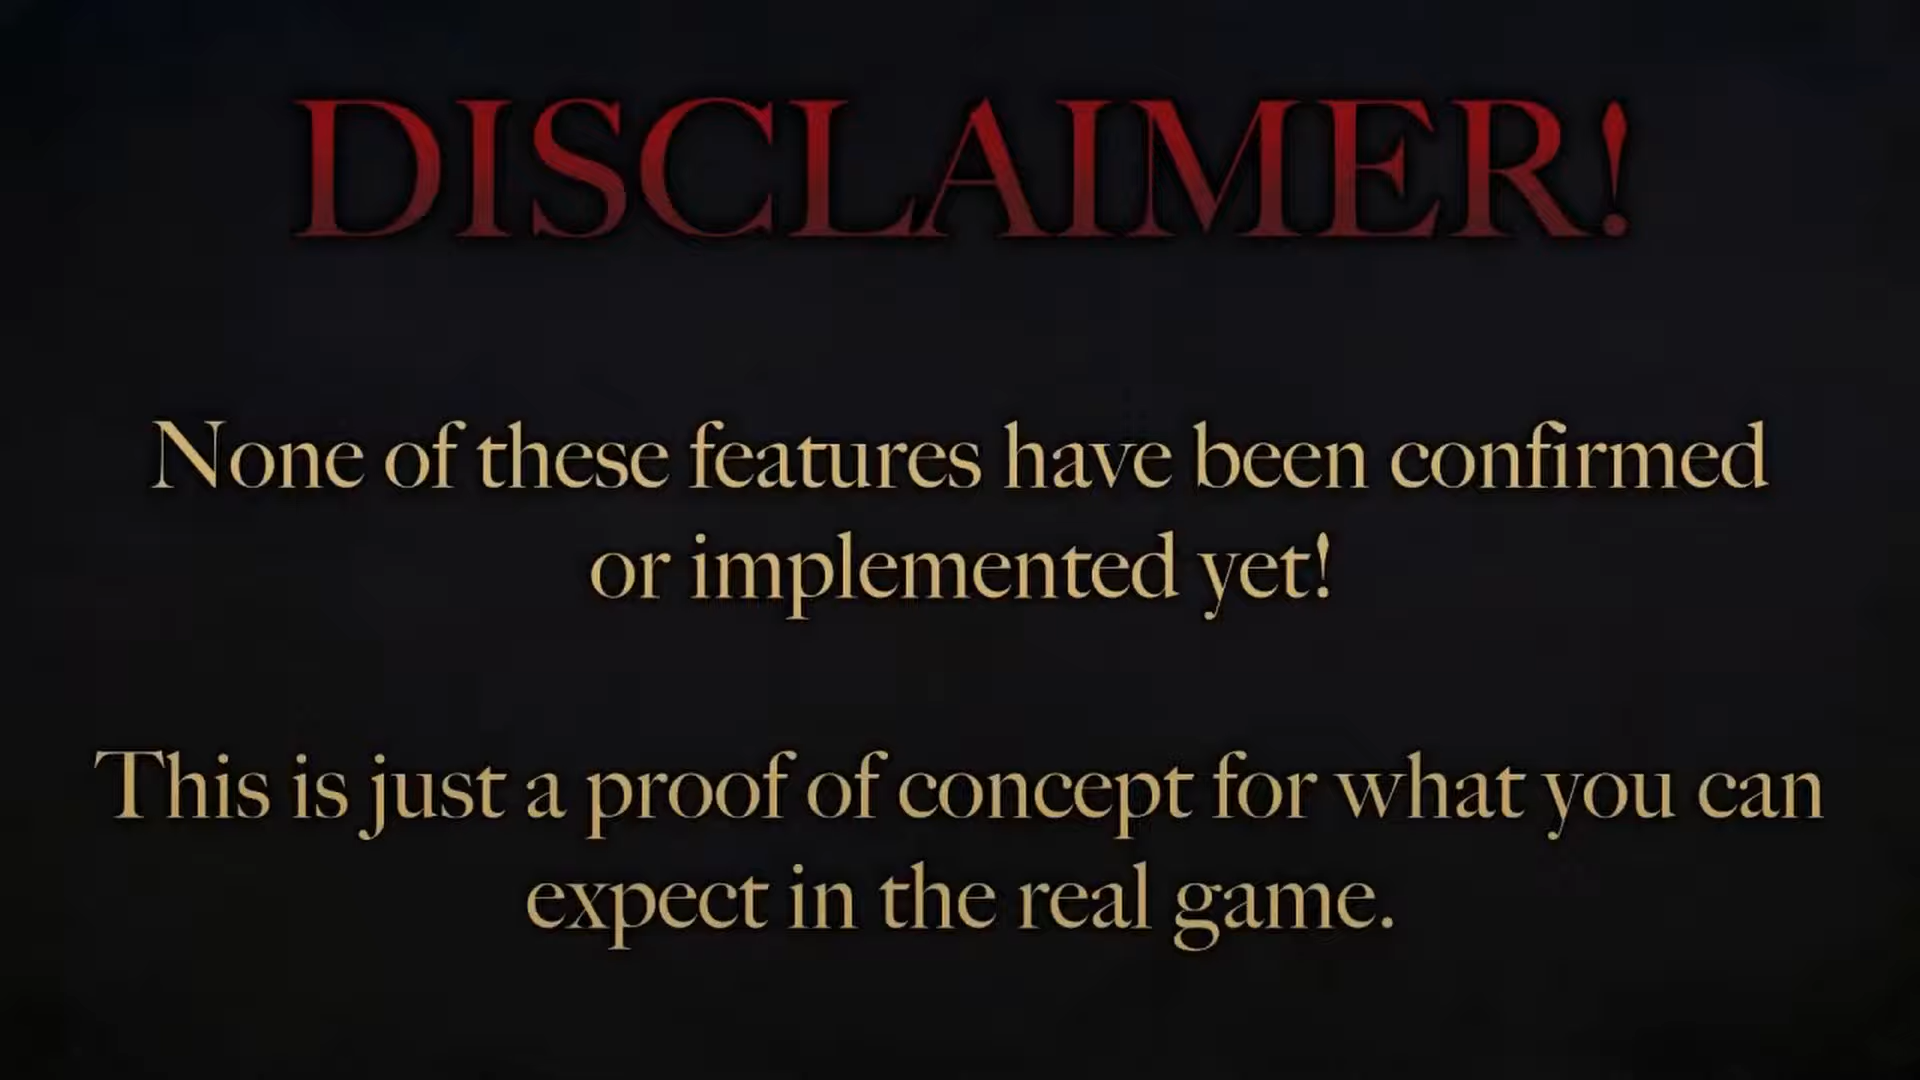 DISCLAIMER!
None of these features have been confirmed
or implemented yet!
This is just a proof of concept for what you can
expect in the real game.